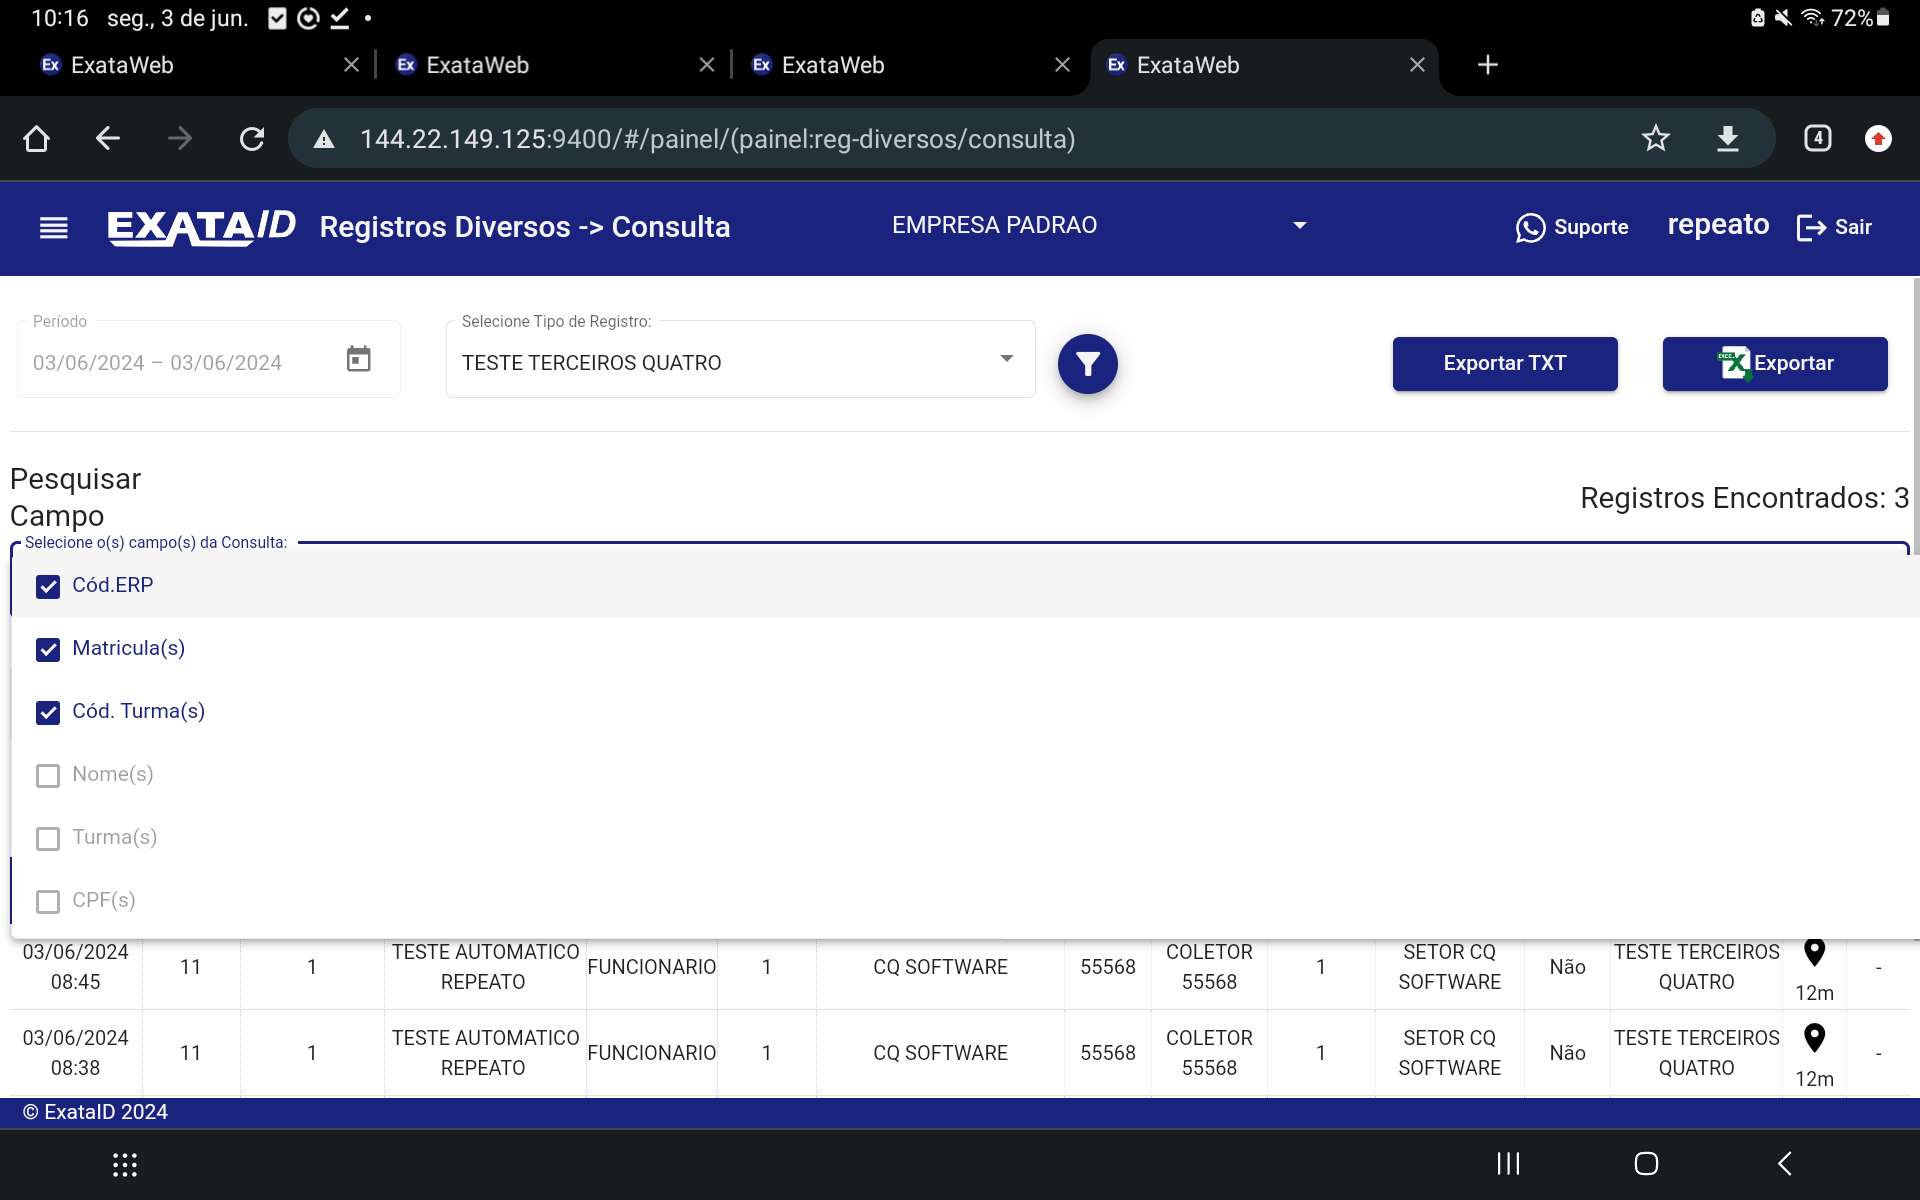 10:16 seg., 3 de jun.
72%
ExataWeb
ExataWeb
ExataWeb
ExataWeb
144.22.149.125:9400/#/painel/(painel:reg-diversos/consulta)
4
EXATA/D Registros Diversos -> Consulta
EMPRESA PADRAO
Suporte
repeato
Sair
Período
03/06/2024 – 03/06/2024
Selecione Tipo de Registro:
TESTE TERCEIROS QUATRO
Exportar TXT
Exportar
Pesquisar
Campo
Registros Encontrados: 3
Selecione o(s) campo(s) da Consulta:
Cód.ERP
Matricula(s)
Cód. Turma(s)
Nome(s)
Turma(s)
CPF(s)
03/06/2024 08:45 11 1 TESTE AUTOMATICO REPEATO FUNCIONARIO 1 CQ SOFTWARE 55568 COLETOR 55568 1 SETOR CQ SOFTWARE Não TESTE TERCEIROS QUATRO 12m -
03/06/2024 08:38 11 1 TESTE AUTOMATICO REPEATO FUNCIONARIO 1 CQ SOFTWARE 55568 COLETOR 55568 1 SETOR CQ SOFTWARE Não TESTE TERCEIROS QUATRO 12m -
© ExataID 2024